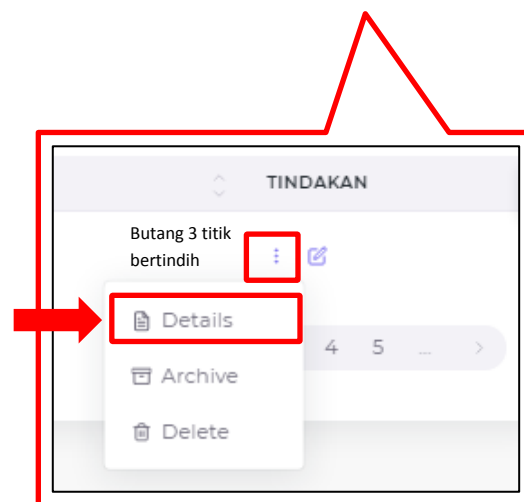 TINDAKAN
Butang 3 titik
bertindih
Details
4 5 ... >
Archive
Delete